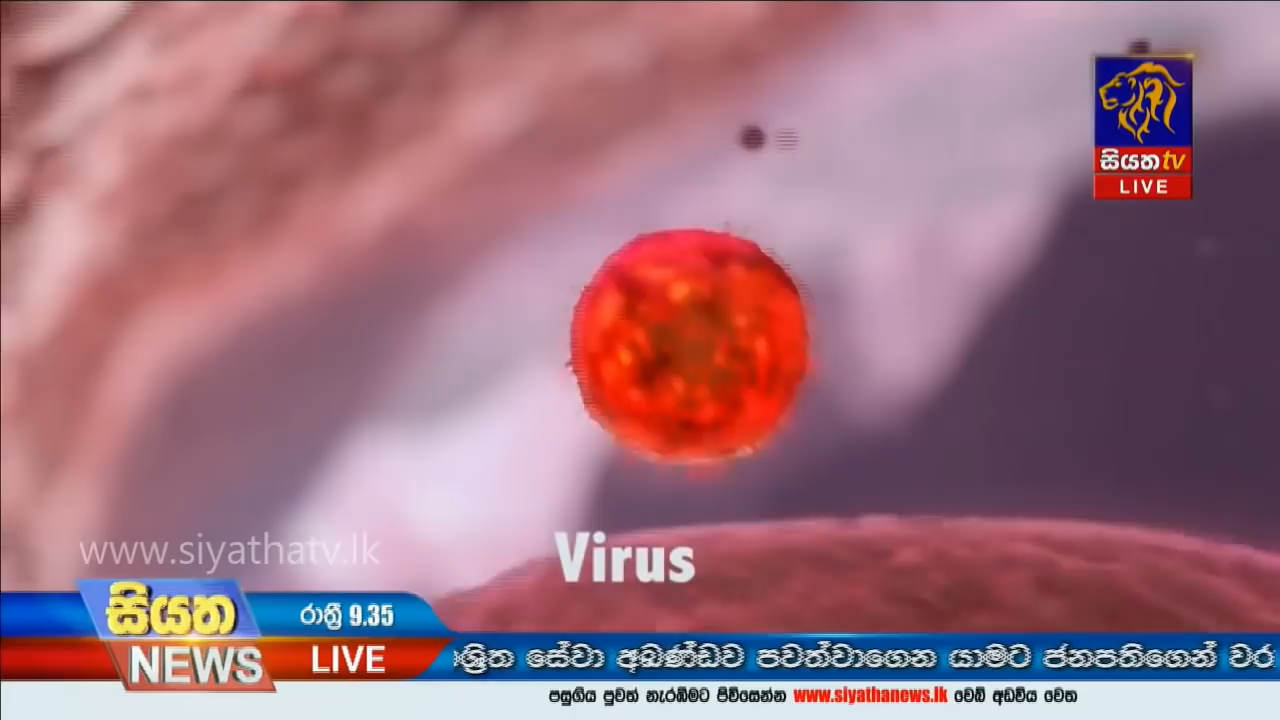 සියත tv
LIVE
www.siyathatv.lk
Virus
සියත
NEWS
රාත්‍රී 9.35
LIVE
ශ්‍රිත සේවා අඛණ්ඩව පවත්වාගෙන යාමට ජනපතිගෙන් වර
පසුගිය පුවත් නැරඹීමට පිවිසෙන්න www.siyathanews.lk වෙබ් අඩවිය වෙත